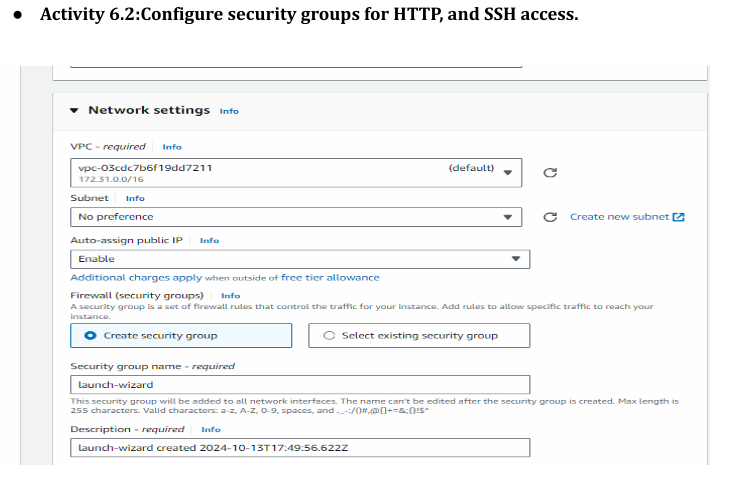 ● Activity 6.2:Configure security groups for HTTP, and SSH access.
▼ Network settings Info
VPC - required Info
vpc-03cdc7b6f19dd7211 (default)
172.31.0.0/16
Subnet Info
No preference
Create new subnet
Auto-assign public IP Info
Enable
Additional charges apply when outside of free tier allowance
Firewall (security groups) Info
A security group is a set of firewall rules that control the traffic for your instance. Add rules to allow specific traffic to reach your
instance.
Create security group
Select existing security group
Security group name - required
launch-wizard
This security group will be added to all network interfaces. The name can't be edited after the security group is created. Max length is
255 characters. Valid characters: a-z, A-Z, 0-9, spaces, and ._-:/()#,@[]+=&;{}!$*
Description - required Info
launch-wizard created 2024-10-13T17:49:56.622Z